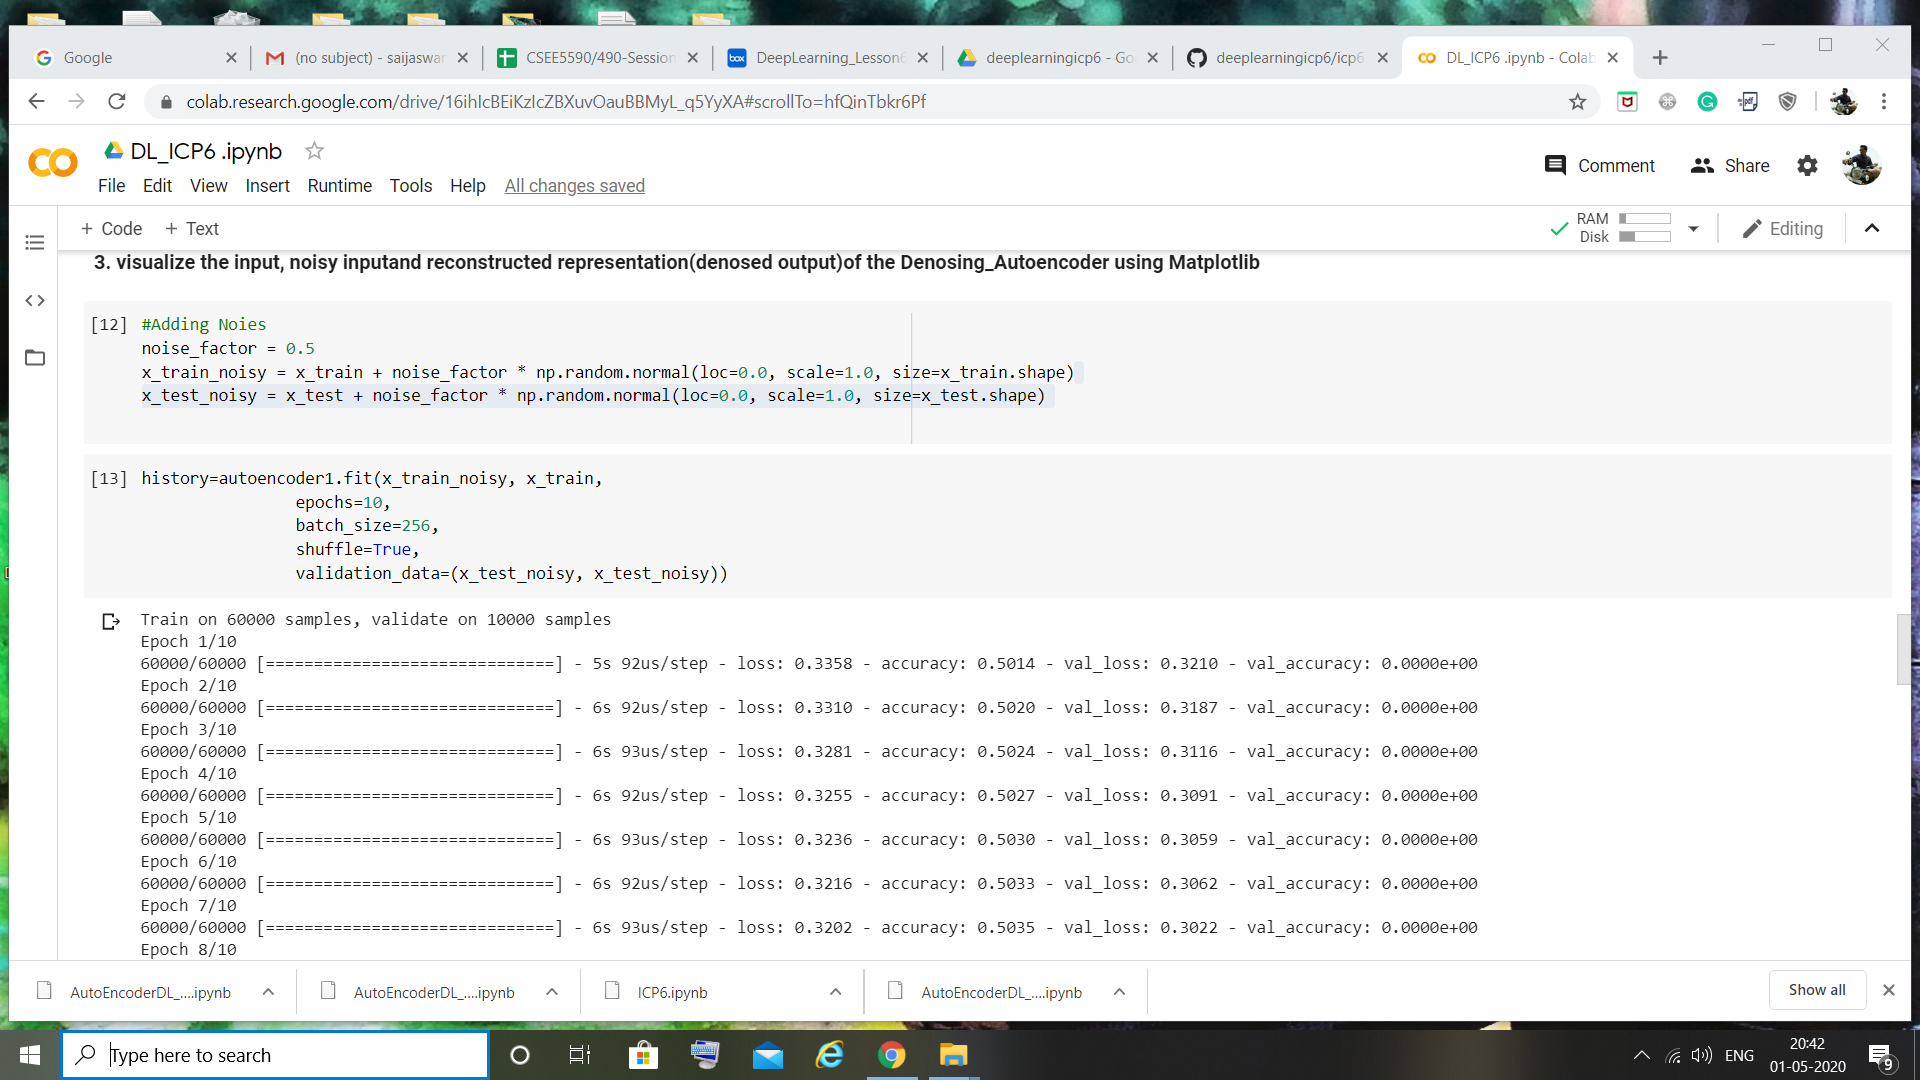 Google
(no subject) - saijaswar
CSEE5590/490-Session
DeepLearning_Lesson6
deeplearningicp6 - Go
deeplearningicp6/icp6
DL_ICP6 .ipynb - Colab
colab.research.google.com/drive/16ihIcBEiKzIcZBXuvOauBBMyL_q5YyXA#scrollTo=hfQinTbkr6Pf
DL_ICP6 .ipynb
Comment
Share
File Edit View Insert Runtime Tools Help All changes saved
+ Code + Text
RAM
Disk
Editing
3. visualize the input, noisy inputand reconstructed representation(denosed output)of the Denosing_Autoencoder using Matplotlib
[12] #Adding Noies
noise_factor = 0.5
x_train_noisy = x_train + noise_factor * np.random.normal(loc=0.0, scale=1.0, size=x_train.shape)
x_test_noisy = x_test + noise_factor * np.random.normal(loc=0.0, scale=1.0, size=x_test.shape)
[13] history=autoencoder1.fit(x_train_noisy, x_train,
epochs=10,
batch_size=256,
shuffle=True,
validation_data=(x_test_noisy, x_test_noisy))
Train on 60000 samples, validate on 10000 samples
Epoch 1/10
60000/60000 [==============================] - 5s 92us/step - loss: 0.3358 - accuracy: 0.5014 - val_loss: 0.3210 - val_accuracy: 0.0000e+00
Epoch 2/10
60000/60000 [==============================] - 6s 92us/step - loss: 0.3310 - accuracy: 0.5020 - val_loss: 0.3187 - val_accuracy: 0.0000e+00
Epoch 3/10
60000/60000 [==============================] - 6s 93us/step - loss: 0.3281 - accuracy: 0.5024 - val_loss: 0.3116 - val_accuracy: 0.0000e+00
Epoch 4/10
60000/60000 [==============================] - 6s 92us/step - loss: 0.3255 - accuracy: 0.5027 - val_loss: 0.3091 - val_accuracy: 0.0000e+00
Epoch 5/10
60000/60000 [==============================] - 6s 93us/step - loss: 0.3236 - accuracy: 0.5030 - val_loss: 0.3059 - val_accuracy: 0.0000e+00
Epoch 6/10
60000/60000 [==============================] - 6s 92us/step - loss: 0.3216 - accuracy: 0.5033 - val_loss: 0.3062 - val_accuracy: 0.0000e+00
Epoch 7/10
60000/60000 [==============================] - 6s 93us/step - loss: 0.3202 - accuracy: 0.5035 - val_loss: 0.3022 - val_accuracy: 0.0000e+00
Epoch 8/10
AutoEncoderDL_....ipynb
AutoEncoderDL_....ipynb
ICP6.ipynb
AutoEncoderDL_....ipynb
Show all
Type here to search
ENG
20:42
01-05-2020
9